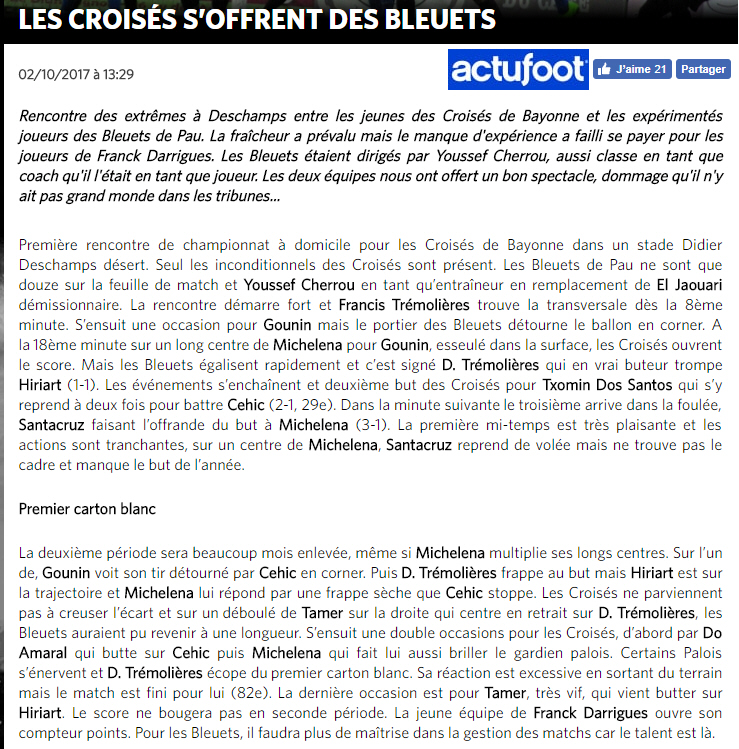 LES CROISÉS S'OFFRENT DES BLEUETS
02/10/2017 à 13:29
actufoot
J'aime 21
Partager
Rencontre des extrêmes à Deschamps entre les jeunes des Croisés de Bayonne et les expérimentés
joueurs des Bleuets de Pau. La fraîcheur a prévalu mais le manque d'expérience a failli se payer pour les
joueurs de Franck Darrigues. Les Bleuets étaient dirigés par Youssef Cherrou, aussi classe en tant que
coach qu'il l'était en tant que joueur. Les deux équipes nous ont offert un bon spectacle, dommage qu'il n'y
ait pas grand monde dans les tribunes...
Première rencontre de championnat à domicile pour les Croisés de Bayonne dans un stade Didier
Deschamps désert. Seul les inconditionnels des Croisés sont présent. Les Bleuets de Pau ne sont que
douze sur la feuille de match et Youssef Cherrou en tant qu'entraîneur en remplacement de El Jaouari
démissionnaire. La rencontre démarre fort et Francis Trémolières trouve la transversale dès la 8ème
minute. S'ensuit une occasion pour Gounin mais le portier des Bleuets détourne le ballon en corner. A
la 18ème minute sur un long centre de Michelena pour Gounin, esseulé dans la surface, les Croisés ouvrent
le score. Mais les Bleuets égalisent rapidement et c'est signé D. Trémolières qui en vrai buteur trompe
Hiriart (1-1). Les événements s'enchaînent et deuxième but des Croisés pour Txomin Dos Santos qui s'y
reprend à deux fois pour battre Cehic (2-1, 29e). Dans la minute suivante le troisième arrive dans la foulée,
Santacruz faisant l'offrande du but à Michelena (3-1). La première mi-temps est très plaisante et les
actions sont tranchantes, sur un centre de Michelena, Santacruz reprend de volée mais ne trouve pas le
cadre et manque le but de l'année.
Premier carton blanc
La deuxième période sera beaucoup mois enlevée, même si Michelena multiplie ses longs centres. Sur l'un
de, Gounin voit son tir détourné par Cehic en corner. Puis D. Trémolières frappe au but mais Hiriart est sur
la trajectoire et Michelena lui répond par une frappe sèche que Cehic stoppe. Les Croisés ne parviennent
pas à creuser l'écart et sur un déboulé de Tamer sur la droite qui centre en retrait sur D. Trémolières, les
Bleuets auraient pu revenir à une longueur. S'ensuit une double occasions pour les Croisés, d'abord par Do
Amaral qui butte sur Cehic puis Michelena qui fait lui aussi briller le gardien palois. Certains Palois
s'énervent et D. Trémolières écope du premier carton blanc. Sa réaction est excessive en sortant du terrain
mais le match est fini pour lui (82e). La dernière occasion est pour Tamer, très vif, qui vient butter sur
Hiriart. Le score ne bougera pas en seconde période. La jeune équipe de Franck Darrigues ouvre son
compteur points. Pour les Bleuets, il faudra plus de maîtrise dans la gestion des matchs car le talent est là.